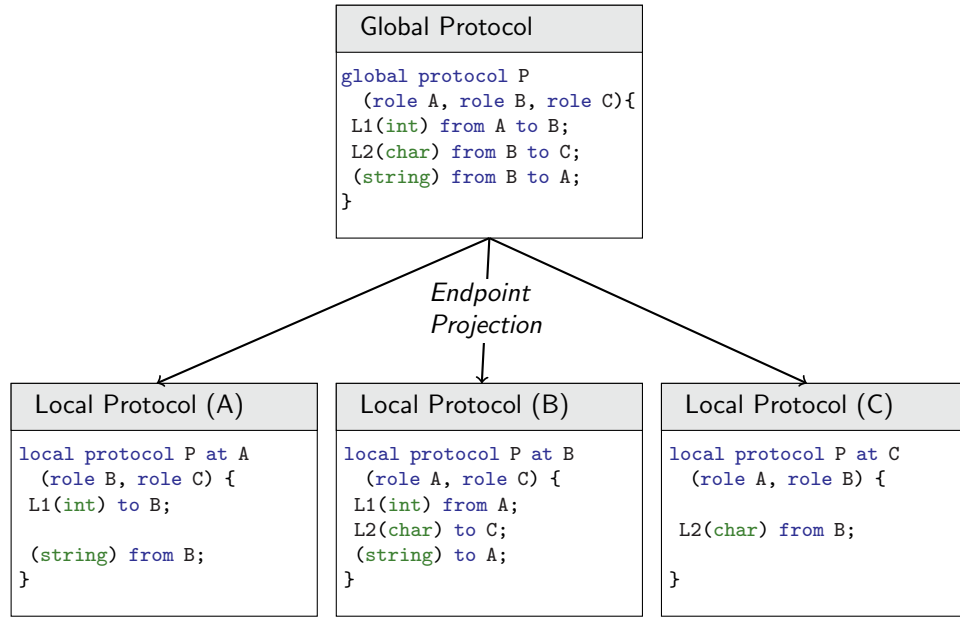 Global Protocol
global protocol P
(role A, role B, role C){
L1(int) from A to B;
L2(char) from B to C;
(string) from B to A;
}
Endpoint
Projection
Local Protocol (A)
local protocol P at A
(role B, role C) {
L1(int) to B;
(string) from B;
}
Local Protocol (B)
local protocol P at B
(role A, role C) {
L1(int) from A;
L2(char) to C;
(string) to A;
}
Local Protocol (C)
local protocol P at C
(role A, role B) {
L2(char) from B;
}